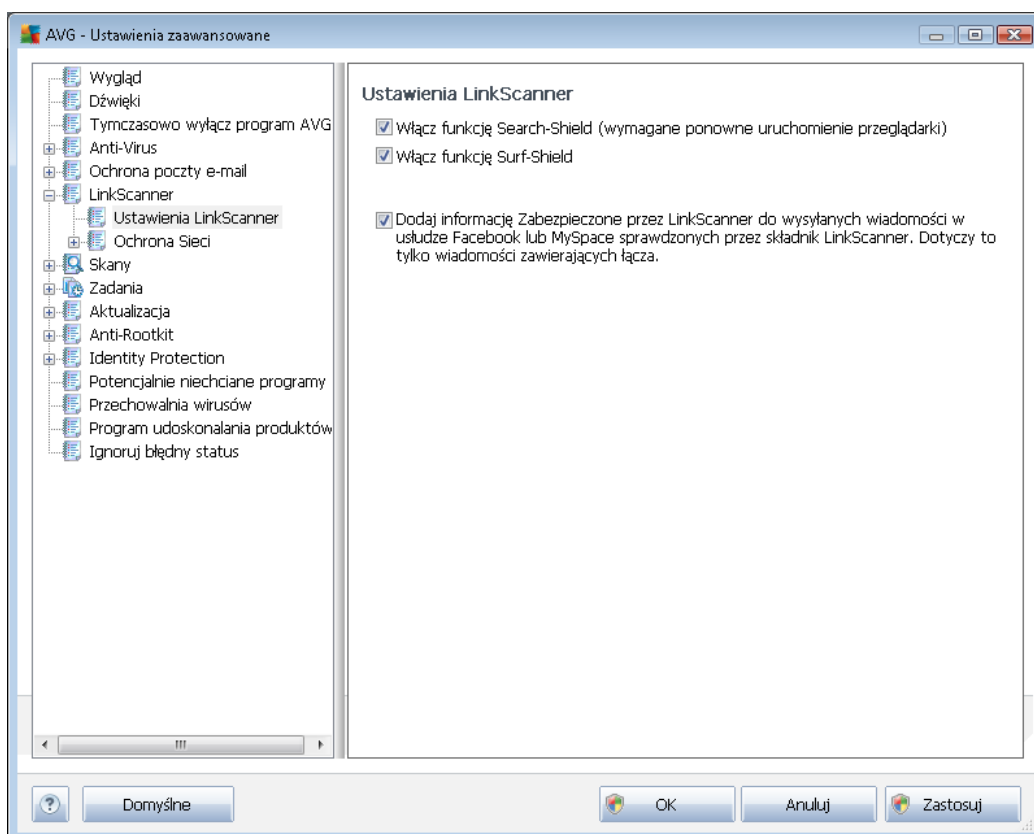 AVG - Ustawienia zaawansowane
Wygląd
Dźwięki
Tymczasowo wyłącz program AVG
Anti-Virus
Ochrona poczty e-mail
LinkScanner
Ustawienia LinkScanner
Ochrona Sieci
Skany
Zadania
Aktualizacja
Anti-Rootkit
Identity Protection
Potencjalnie niechciane programy
Przechowalnia wirusów
Program udoskonalania produktów
Ignoruj błędny status
Ustawienia LinkScanner
Włącz funkcję Search-Shield (wymagane ponowne uruchomienie przeglądarki)
Włącz funkcję Surf-Shield
Dodaj informację Zabezpieczone przez LinkScanner do wysyłanych wiadomości w
usłudze Facebook lub MySpace sprawdzonych przez składnik LinkScanner. Dotyczy to
tylko wiadomości zawierających łącza.
?
Domyślne
OK
Anuluj
Zastosuj